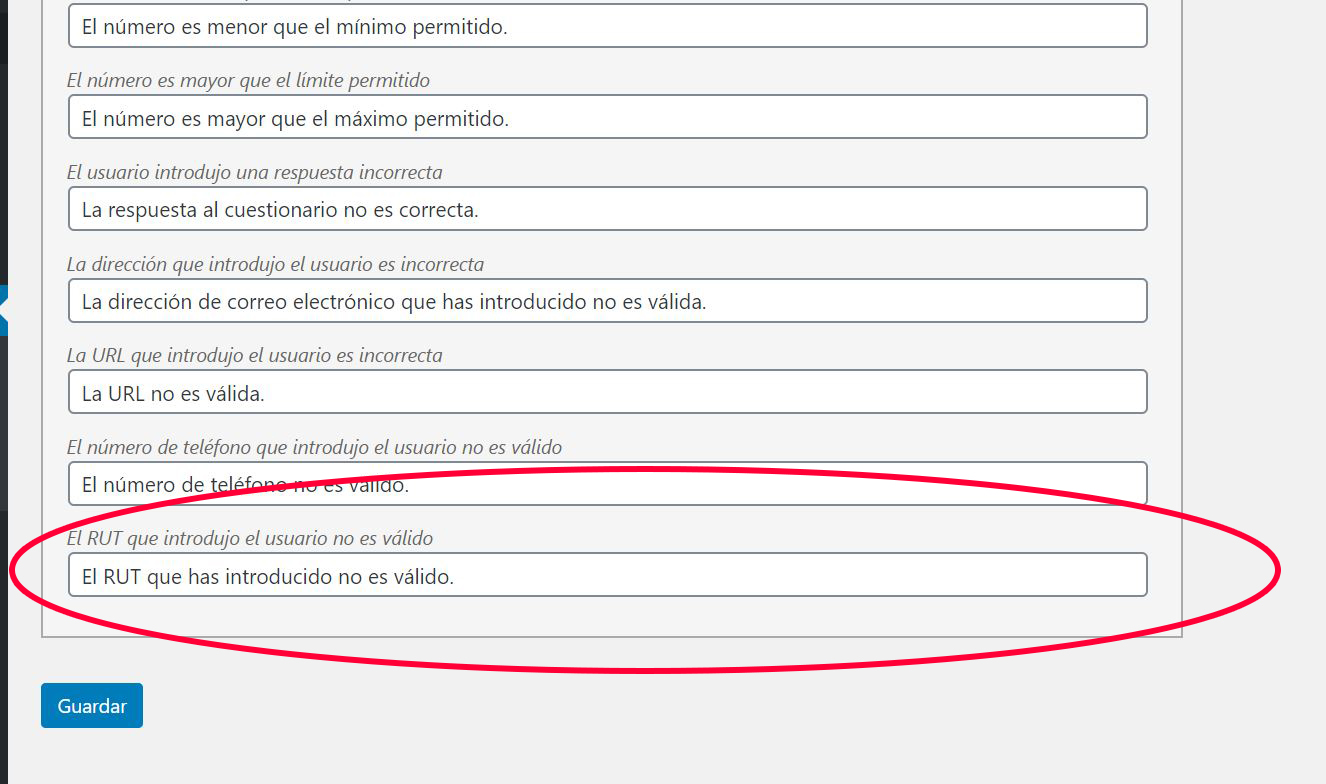 El número es menor que el mínimo permitido.
El número es mayor que el límite permitido
El número es mayor que el máximo permitido.
El usuario introdujo una respuesta incorrecta
La respuesta al cuestionario no es correcta.
La dirección que introdujo el usuario es incorrecta
La dirección de correo electrónico que has introducido no es válida.
La URL que introdujo el usuario es incorrecta
La URL no es válida.
El número de teléfono que introdujo el usuario no es válido
El número de teléfono no es válido.
El RUT que introdujo el usuario no es válido
El RUT que has introducido no es válido.
Guardar